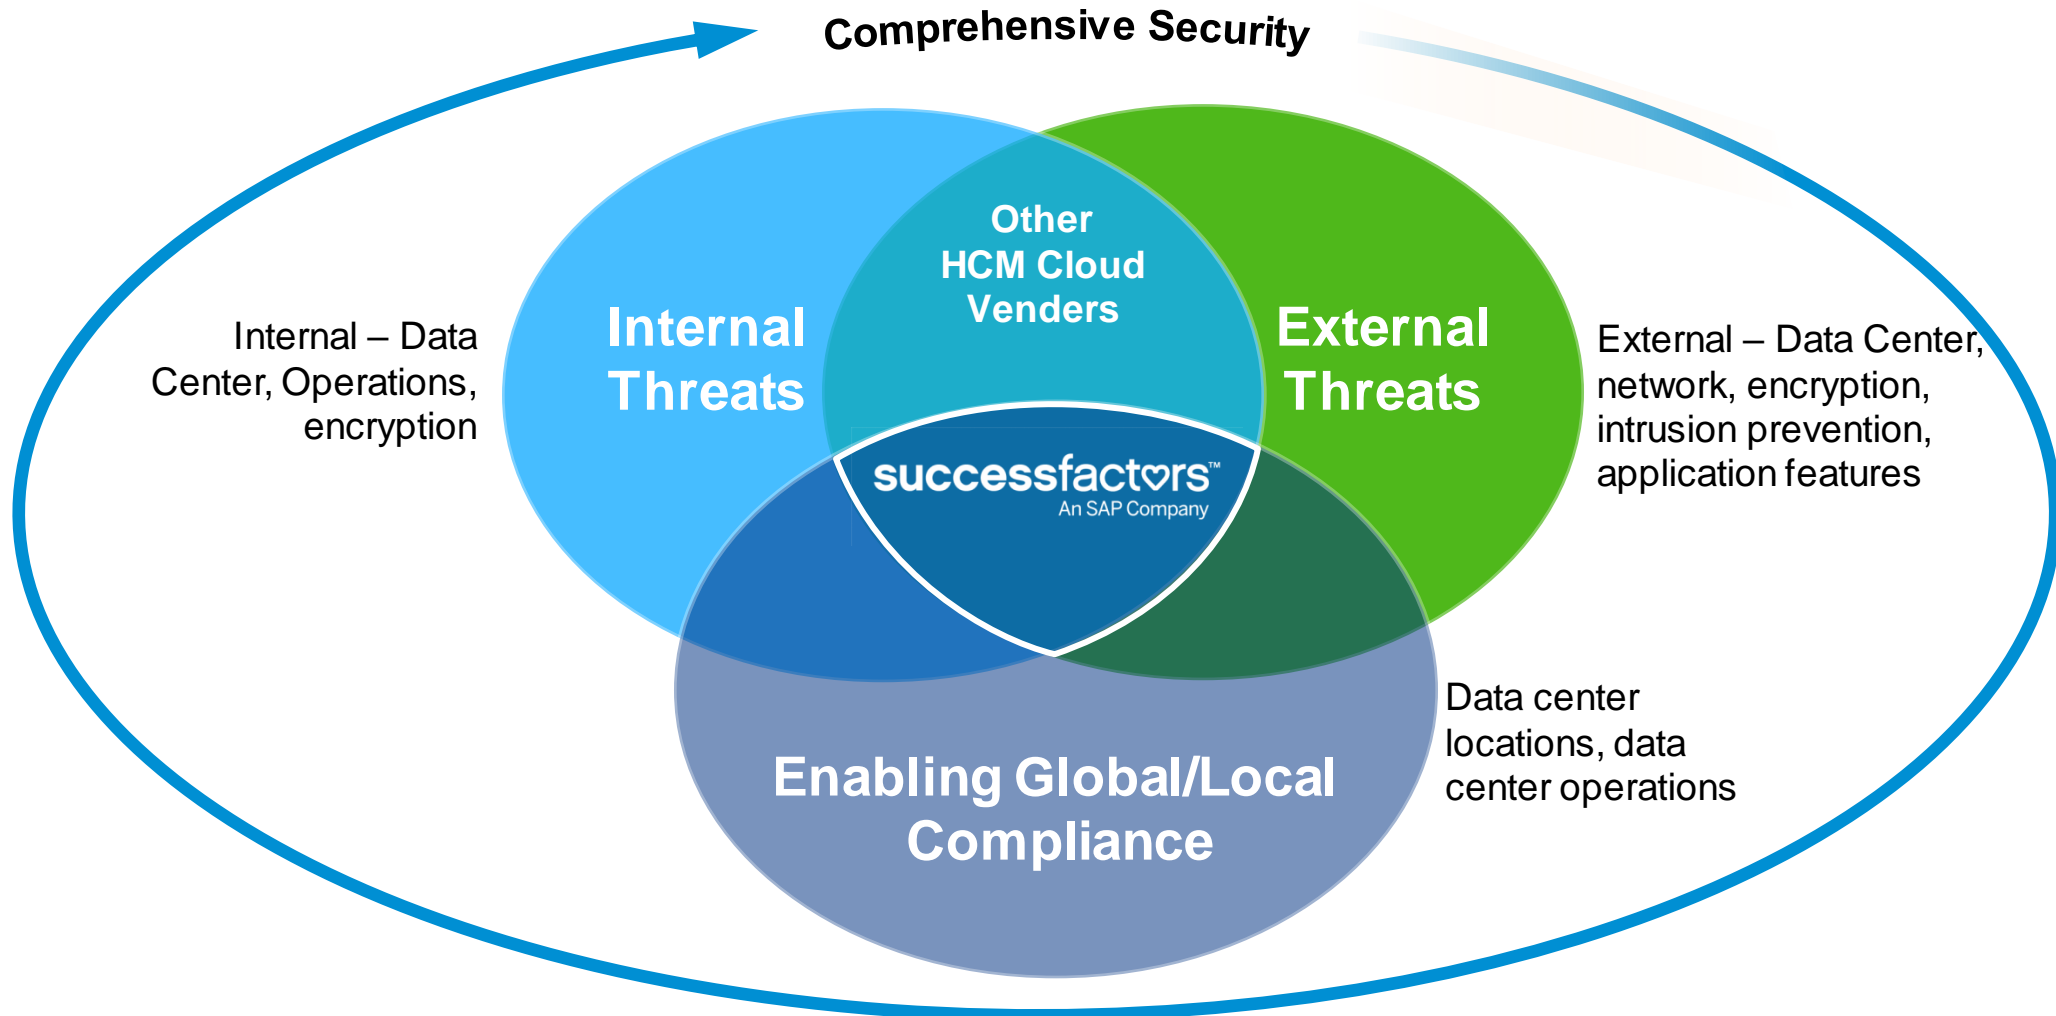 Comprehensive Security
Other
HCM Cloud
Venders
Internal
Threats
External
Threats
Internal – Data
Center, Operations,
encryption
External – Data Center,
network, encryption,
intrusion prevention,
application features
successfactors™
An SAP Company
Data center
locations, data
center operations
Enabling Global/Local
Compliance